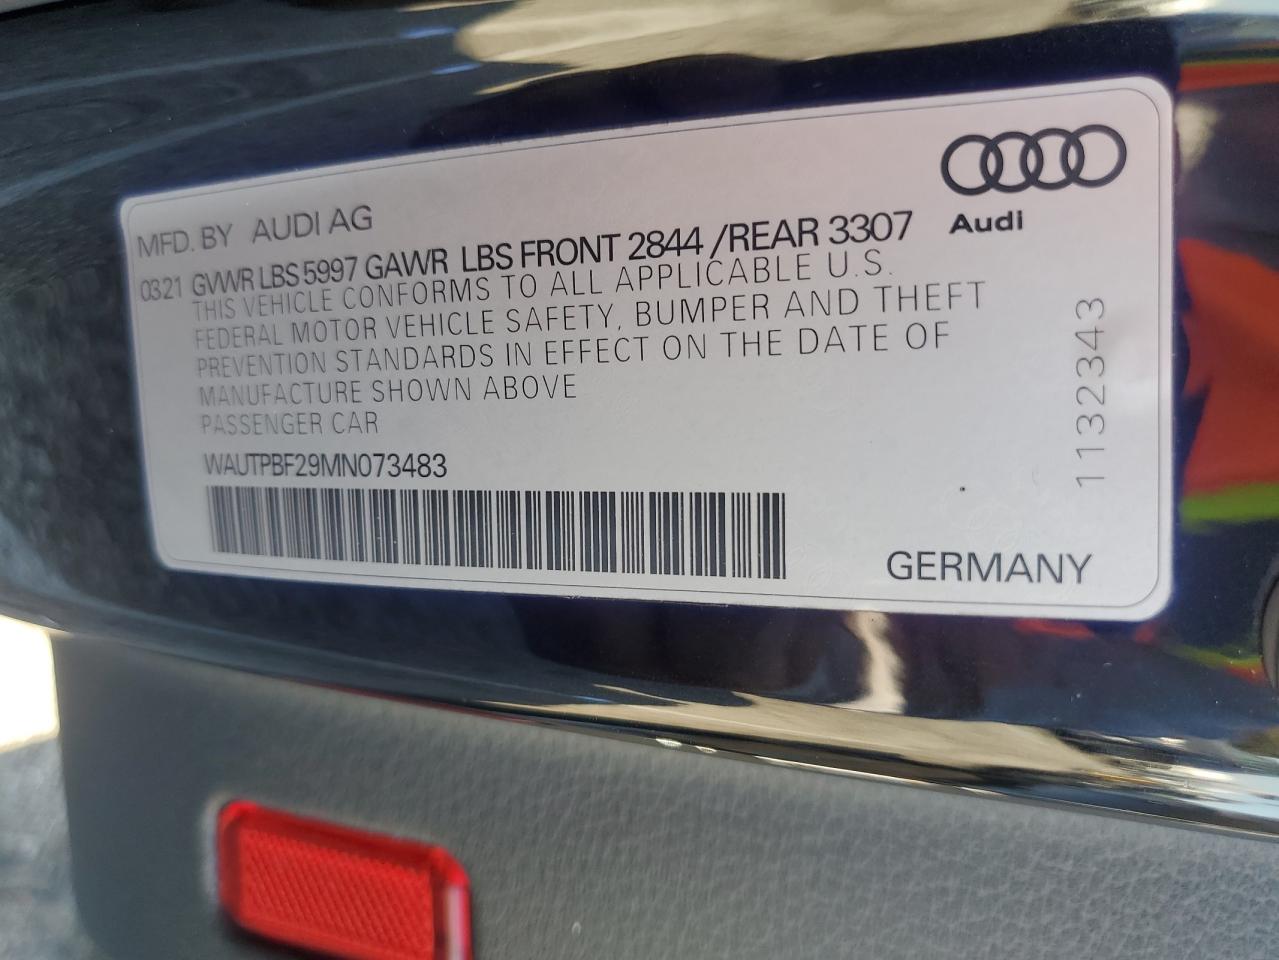 MFD. BY AUDI AG
0321 GVWR LBS 5997 GAWR LBS FRONT 2844 /REAR 3307
THIS VEHICLE CONFORMS TO ALL APPLICABLE U.S.
FEDERAL MOTOR VEHICLE SAFETY, BUMPER AND THEFT
PREVENTION STANDARDS IN EFFECT ON THE DATE OF
MANUFACTURE SHOWN ABOVE
PASSENGER CAR
WAUTPBF29MN073483
Audi
1132343
GERMANY